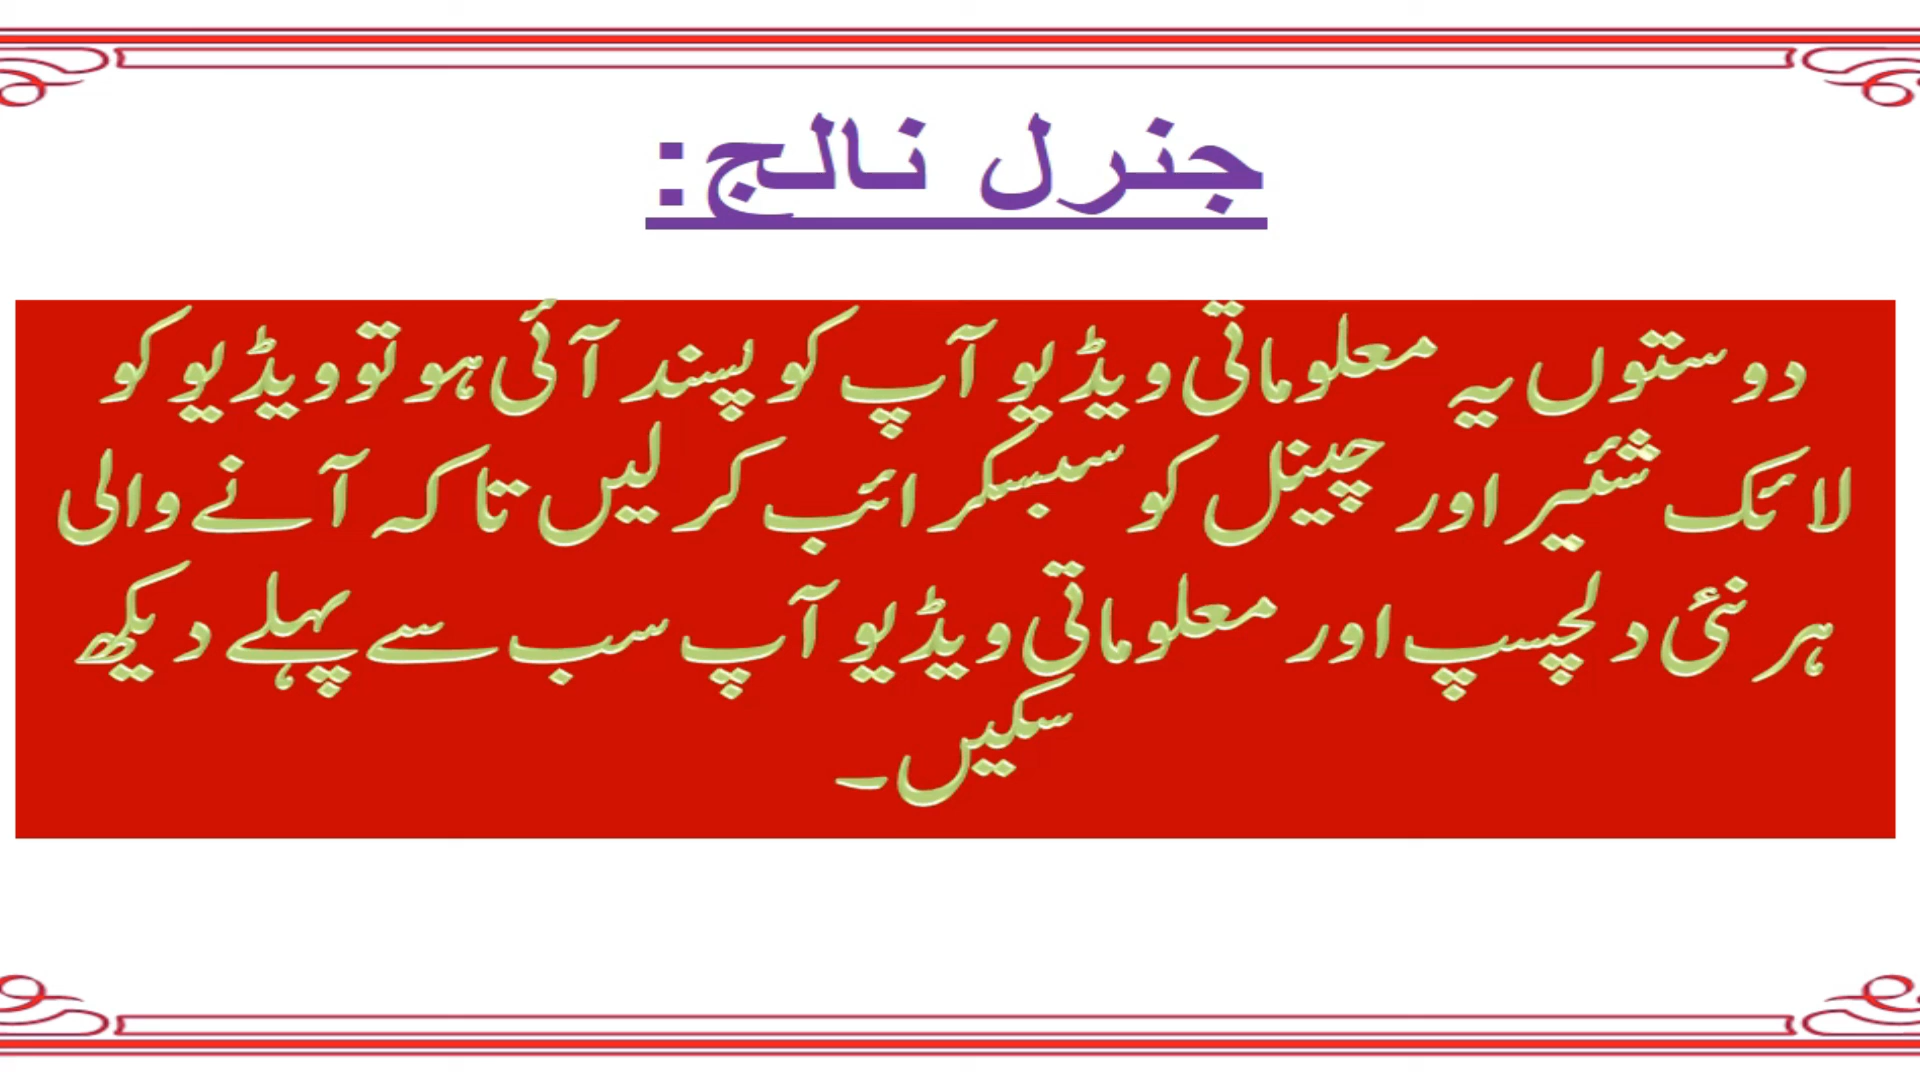 جنرل نالج:
دوستوں یہ معلوماتی ویڈیو آپ کو پسند آئی ہو تو ویڈیو کو
لائک شئیر اور چینل کو سبسکرائب کر لیں تاکہ آنے والی
ہر نئی دلچسپ اور معلوماتی ویڈیو آپ سب سے پہلے دیکھ
سکیں۔